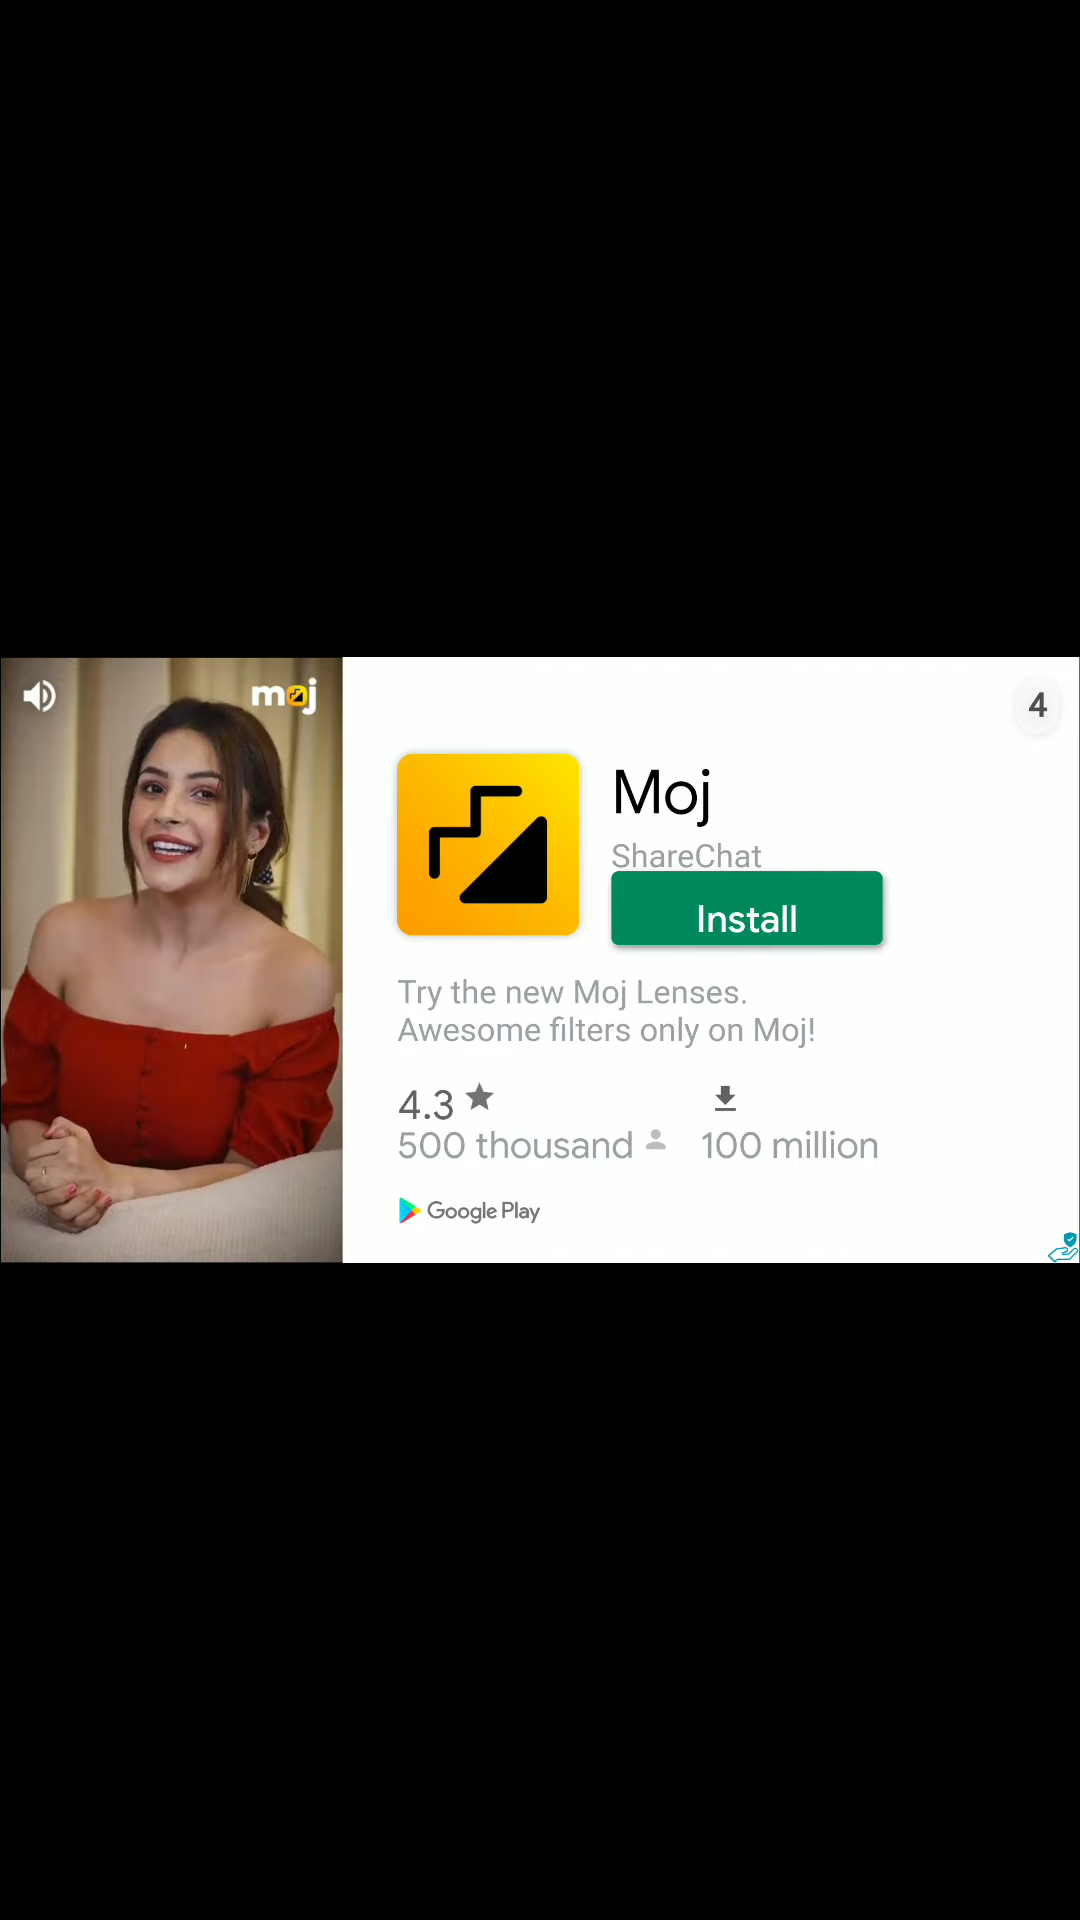 moj
4
Moj
ShareChat
Install
Try the new Moj Lenses.
Awesome filters only on Moj!
4.3
500 thousand
100 million
Google Play